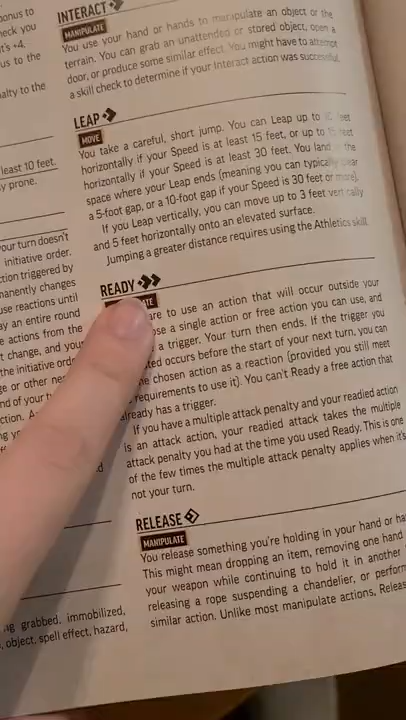 onus to
heck you
it's +4.
us to the
alty to the
least 10 feet.
y prone.
our turn doesn't
initiative order.
ction triggered by
manently changes
use reactions until
ay an entire round
e actions from the
t change, and your
the initiative
ge or other
nd of your
ction.
d
ng grabbed, immobilized,
, object, spell effect, hazard,
INTERACT
MANIPULATE
You use your hand or hands to manipulate an object or the
terrain. You can grab an unattended or stored object, open a
door, or produce some similar effect. You might have to attempt
a skill check to determine if your Interact action was successful.
LEAP
MOVE
You take a careful, short jump. You can Leap up to 10 feet
horizontally if your Speed is at least 15 feet, or up to 15 feet
horizontally if your Speed is at least 30 feet. You land in the
space where your Leap ends (meaning you can typically clear
a 5-foot gap, or a 10-foot gap if your Speed is 30 feet or more).
If you Leap vertically, you can move up to 3 feet vertically
and 5 feet horizontally onto an elevated surface.
Jumping a greater distance requires using the Athletics skill.
READY
are to use an action that will occur outside your
ose a single action or free action you can use, and
a trigger. Your turn then ends. If the trigger you
ted occurs before the start of your next turn, you can
he chosen action as a reaction (provided you still meet
requirements to use it). You can't Ready a free action that
already has a trigger.
If you have a multiple attack penalty and your readied action
is an attack action, your readied attack takes the multiple
attack penalty you had at the time you used Ready. This is one
of the few times the multiple attack penalty applies when it's
not your turn.
RELEASE
MANIPULATE
You release something you're holding in your hand or ha
This might mean dropping an item, removing one hand
your weapon while continuing to hold it in another
releasing a rope suspending a chandelier, or perform
similar action. Unlike most manipulate actions, Releas